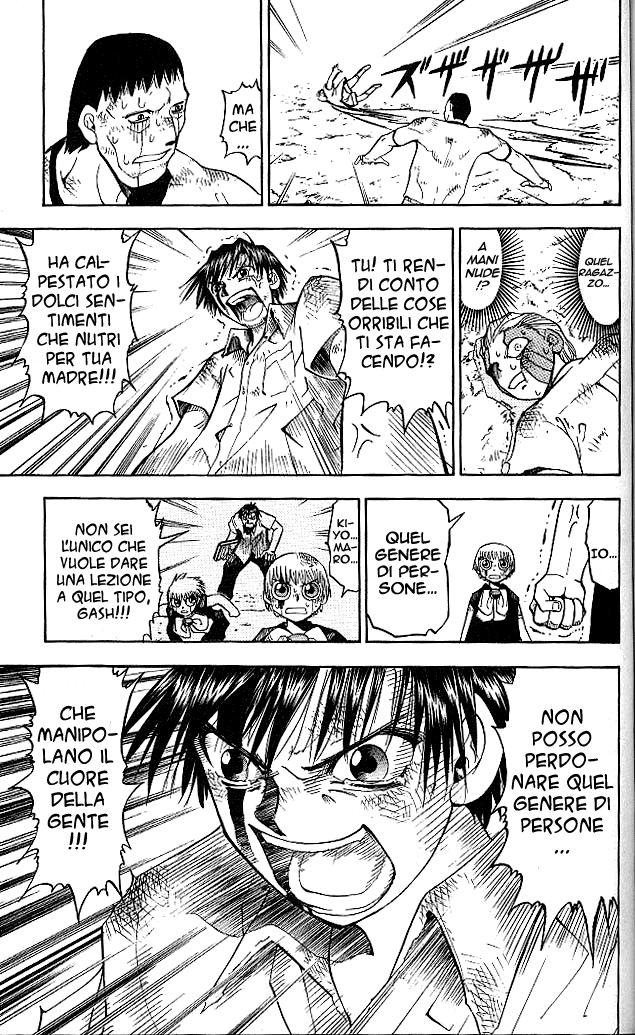 ズザザザザ
MA
CHE
...
QUEL
RAGAZ-
ZO...
A
MANI
NUDE
!?
TU! TI REN-
DI CONTO
DELLE COSE
ORRIBILI CHE
TI STA FA-
CENDO!?
HA CAL-
PESTATO I
DOLCI SEN-
TIMENTI
CHE NUTRI
PER TUA
MADRE!!!
IO...
QUEL
GENERE
DI PER-
SONE...
KI-
YO...
MA-
RO...
NON SEI
L'UNICO CHE
VUOLE DARE
UNA LEZIONE
A QUEL TIPO,
GASH!!!
NON
POSSO
PERDO-
NARE QUEL
GENERE DI
PERSONE
...
CHE
MANIPO-
LANO IL
CUORE
DELLA
GENTE
!!!